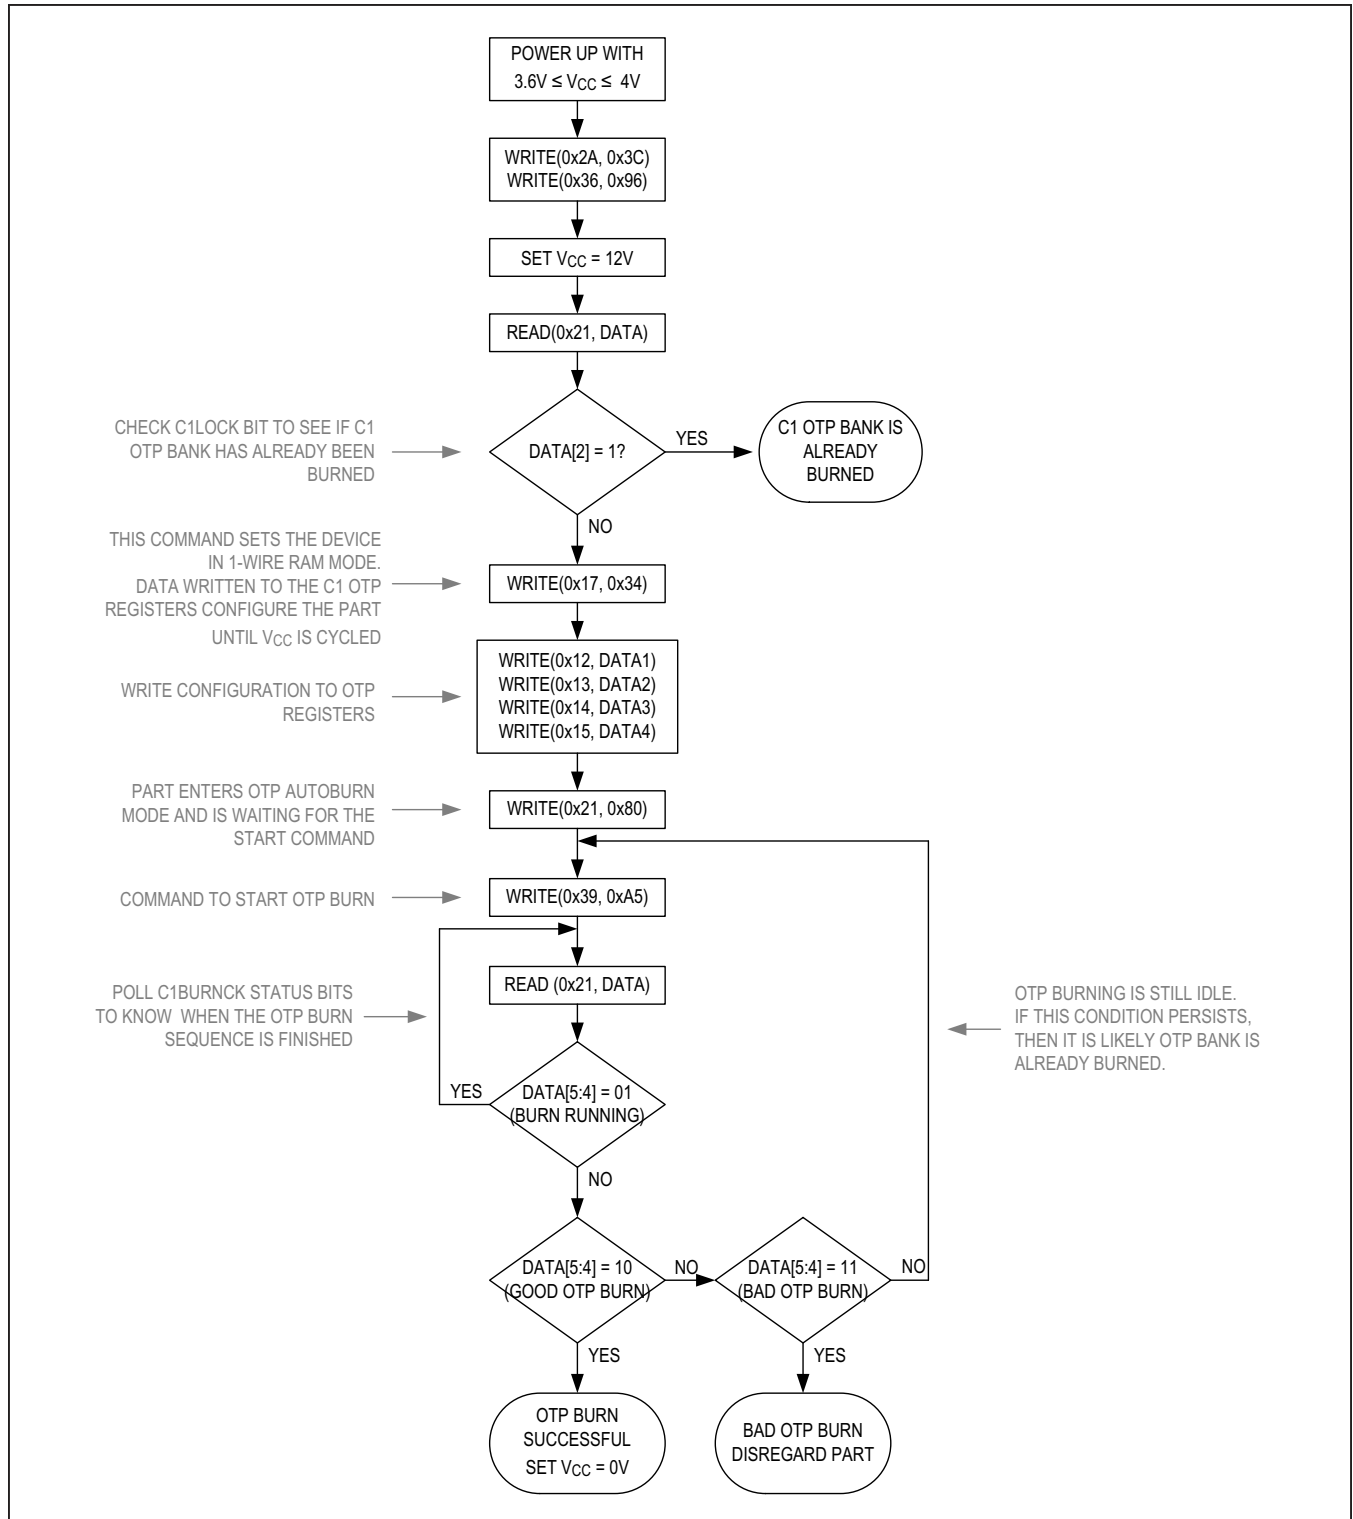 POWER UP WITH
3.6V ≤ VCC ≤ 4V
WRITE(0x2A, 0x3C)
WRITE(0x36, 0x96)
SET VCC = 12V
READ(0x21, DATA)
CHECK C1LOCK BIT TO SEE IF C1
OTP BANK HAS ALREADY BEEN
BURNED
DATA[2] = 1?
YES
C1 OTP BANK IS
ALREADY
BURNED
NO
THIS COMMAND SETS THE DEVICE
IN 1-WIRE RAM MODE.
DATA WRITTEN TO THE C1 OTP
REGISTERS CONFIGURE THE PART
UNTIL VCC IS CYCLED
WRITE(0x17, 0x34)
WRITE CONFIGURATION TO OTP
REGISTERS
WRITE(0x12, DATA1)
WRITE(0x13, DATA2)
WRITE(0x14, DATA3)
WRITE(0x15, DATA4)
PART ENTERS OTP AUTOBURN
MODE AND IS WAITING FOR THE
START COMMAND
WRITE(0x21, 0x80)
COMMAND TO START OTP BURN
WRITE(0x39, 0xA5)
POLL C1BURNCK STATUS BITS
TO KNOW WHEN THE OTP BURN
SEQUENCE IS FINISHED
READ (0x21, DATA)
OTP BURNING IS STILL IDLE.
IF THIS CONDITION PERSISTS,
THEN IT IS LIKELY OTP BANK IS
ALREADY BURNED.
YES
DATA[5:4] = 01
(BURN RUNNING)
NO
DATA[5:4] = 10
(GOOD OTP BURN)
NO
DATA[5:4] = 11
(BAD OTP BURN)
NO
YES
YES
OTP BURN
SUCCESSFUL
SET VCC = 0V
BAD OTP BURN
DISREGARD PART